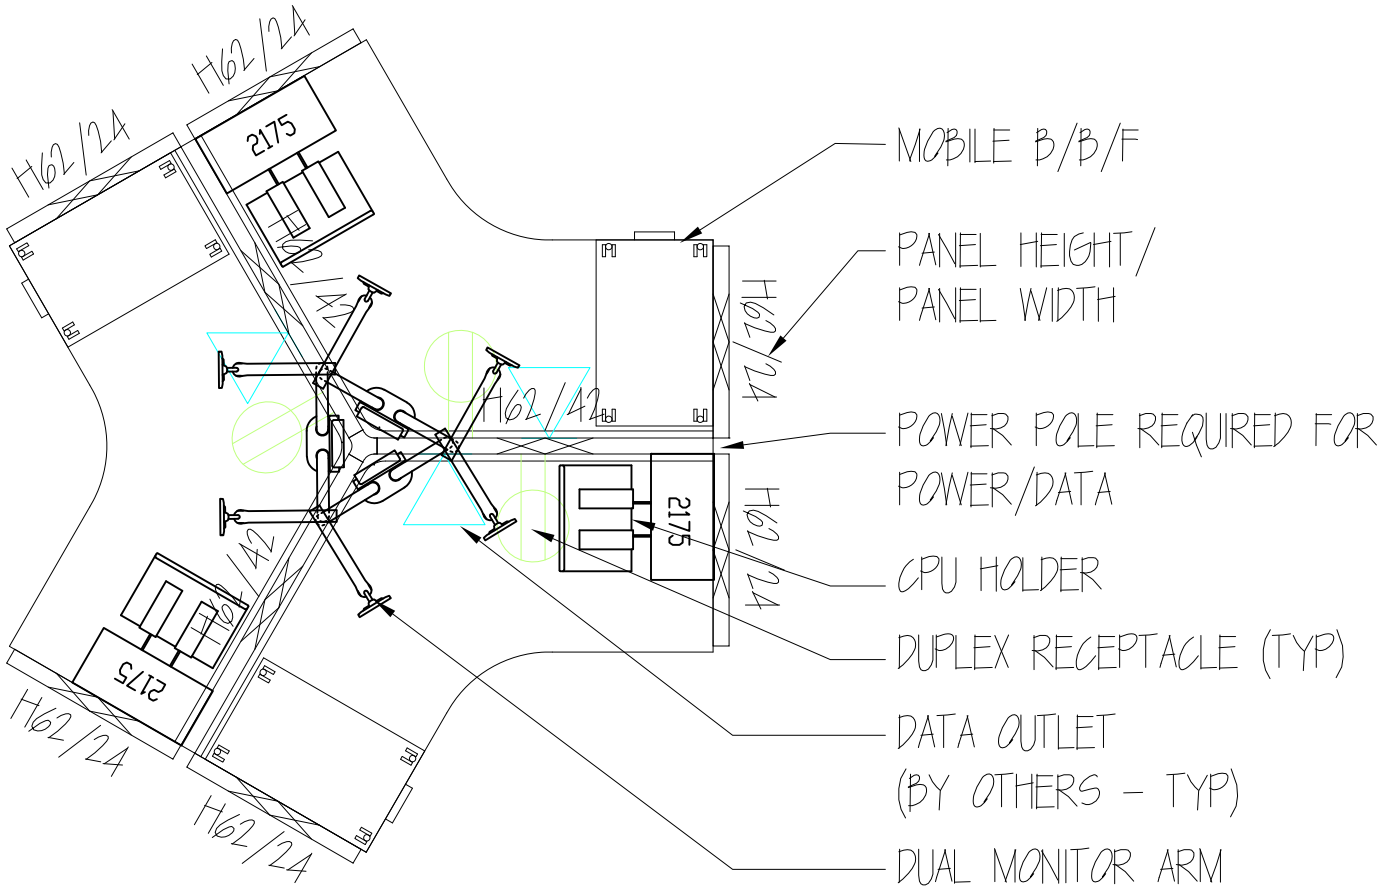 H62/24
H62/24
2175
H62/42
MOBILE B/B/F
PANEL HEIGHT/
PANEL WIDTH
H62/24
H62/42
POWER POLE REQUIRED FOR
POWER/DATA
2175
H62/24
H62/42
CPU HOLDER
DUPLEX RECEPTACLE (TYP)
2175
H62/24
DATA OUTLET
(BY OTHERS - TYP)
H62/24
DUAL MONITOR ARM